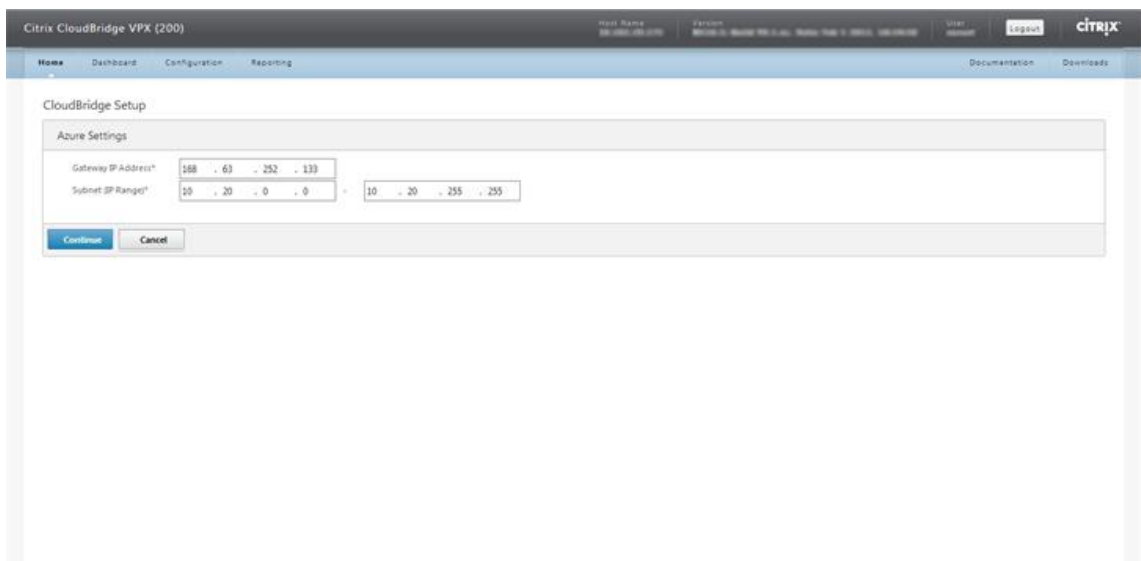 Citrix CloudBridge VPX (200)
Host Name
Version
User
Logout
CITRIX
Home Dashboard Configuration Reporting Documentation Downloads
CloudBridge Setup
Azure Settings
Gateway IP Address* 168 . 63 . 252 . 133
Subnet (IP Range)* 10 . 20 . 0 . 0 - 10 . 20 . 255 . 255
Continue Cancel